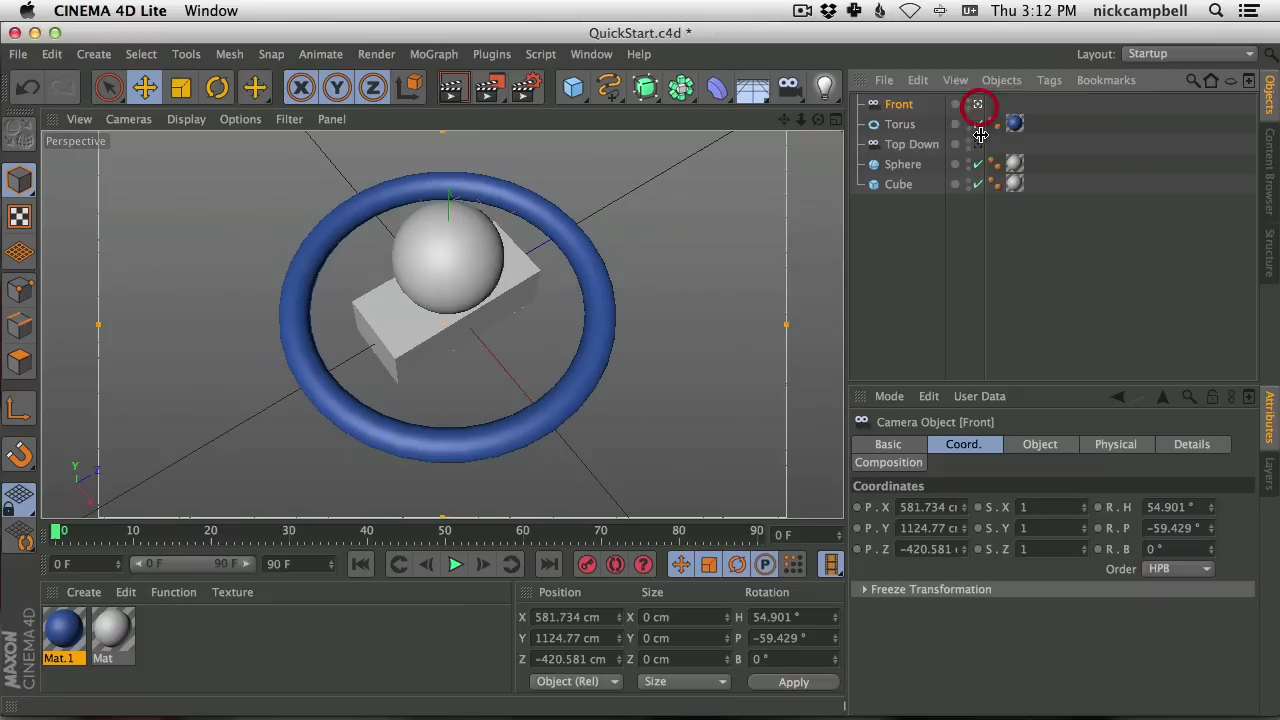 CINEMA 4D Lite Window Thu 3:12 PM nickcampbell
QuickStart.c4d *
File Edit Create Select Tools Mesh Snap Animate Render MoGraph Plugins Script Window Help Layout: Startup
File Edit View Objects Tags Bookmarks
Objects
Content Browser
Structure
Front
Torus
Top Down
Sphere
Cube
View Cameras Display Options Filter Panel
Perspective
Y
Z
X
Mode Edit User Data
Attributes
Layers
Camera Object [Front]
Basic Coord. Object Physical Details
Composition
Coordinates
P . X 581.734 c S . X 1 R . H 54.901 °
P . Y 1124.77 c S . Y 1 R . P -59.429 °
P . Z -420.581 S . Z 1 R . B 0 °
Order HPB
Freeze Transformation
0 10 20 30 40 50 60 70 80 90 0 F
0 F 0 F 90 F 90 F
Create Edit Function Texture
Mat.1 Mat
Position Size Rotation
X 581.734 cm X 0 cm H 54.901 °
Y 1124.77 cm Y 0 cm P -59.429 °
Z -420.581 cm Z 0 cm B 0 °
Object (Rel) Size Apply
MAXON
CINEMA 4D